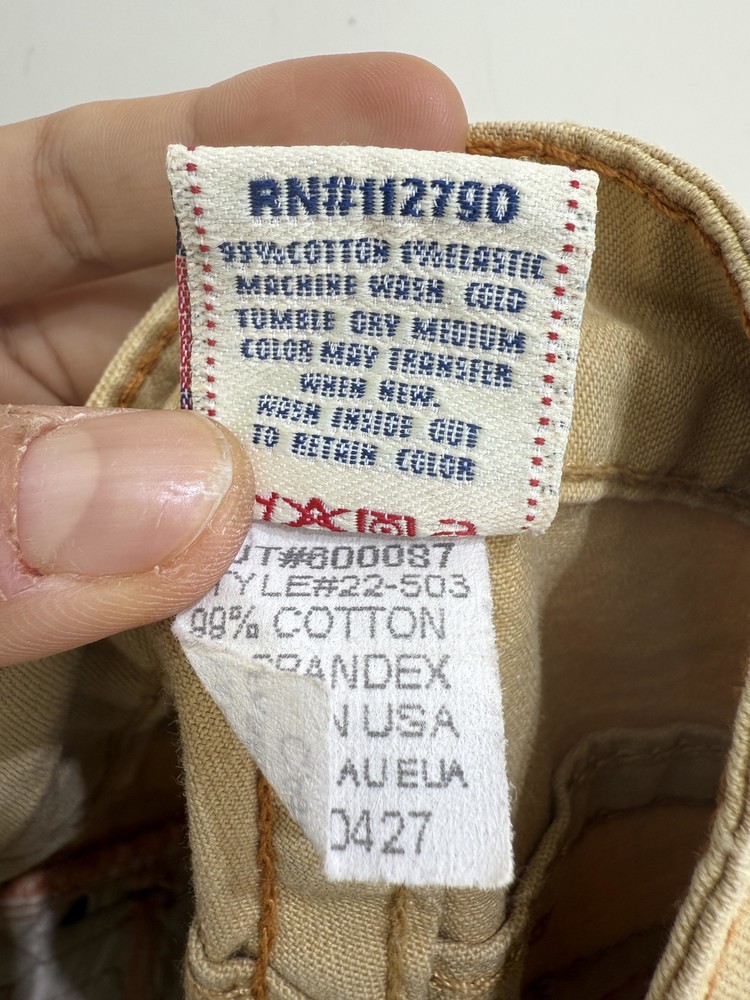 RN#112790
99%COTTON 1%ELASTIC
MACHINE WASH COLD
TUMBLE DRY MEDIUM
COLOR MAY TRANSFER
WHEN NEW.
WASH INSIDE OUT
TO RETAIN COLOR
UT#600087
TYLE#22-503
99% COTTON
PANDEX
N USA
AU EUA
0427